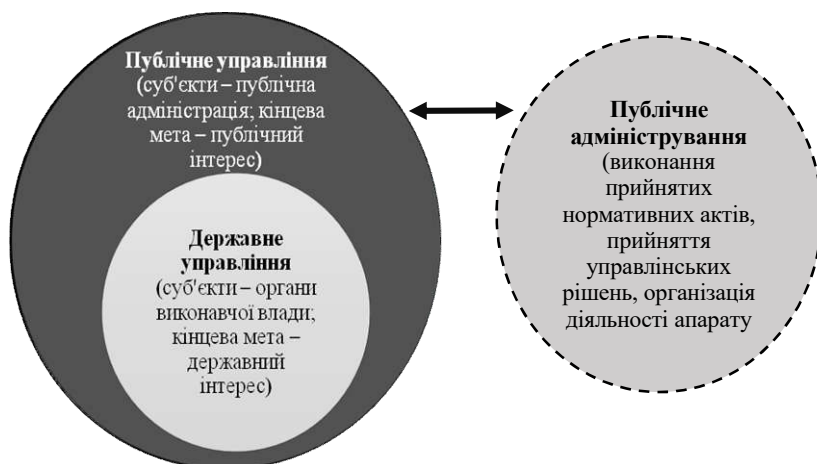 Публічне управління
(суб'єкти – публічна
адміністрація; кінцева
мета – публічний
інтерес)
Державне
управління
(суб'єкти – органи
виконавчої влади;
кінцева мета –
державний
інтерес)
Публічне
адміністрування
(виконання
прийнятих
нормативних актів,
прийняття
управлінських
рішень, організація
діяльності апарату